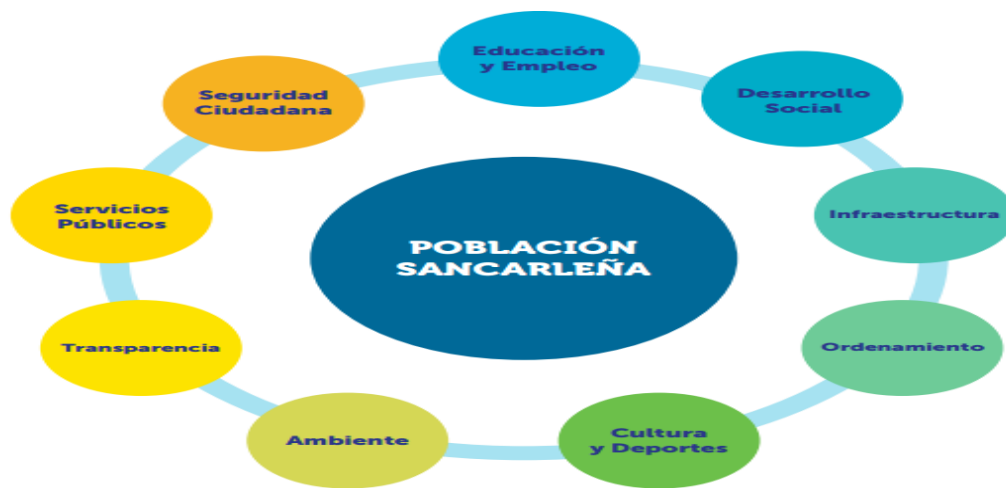 Educación
y Empleo
Desarrollo
Social
Infraestructura
Ordenamiento
Cultura
y Deportes
Ambiente
Transparencia
Servicios
Públicos
Seguridad
Ciudadana
POBLACIÓN
SANCARLEÑA